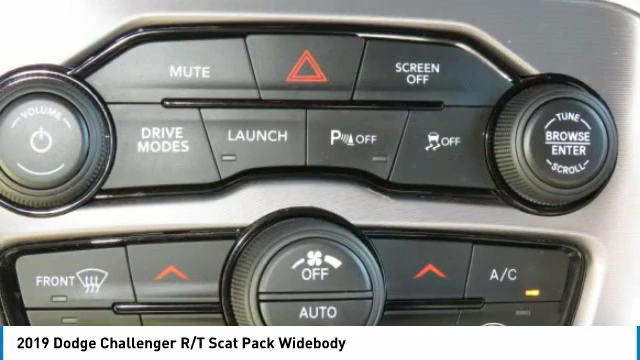 MUTE
SCREEN
OFF
VOLUME
DRIVE
MODES
LAUNCH
P OFF
OFF
TUNE
BROWSE
ENTER
SCROLL
FRONT
OFF
AUTO
A/C
2019 Dodge Challenger R/T Scat Pack Widebody